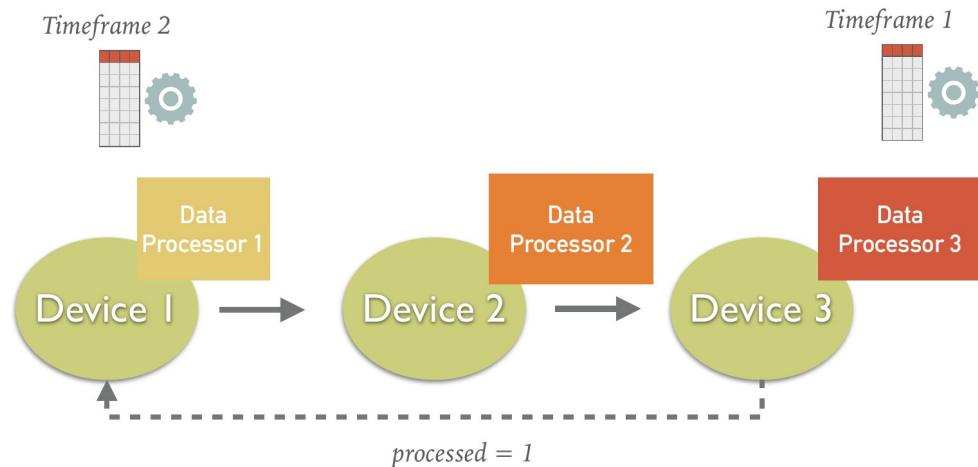 Timeframe 2
Timeframe 1
Data
Processor 1
Data
Processor 2
Data
Processor 3
Device 1
Device 2
Device 3
processed = 1